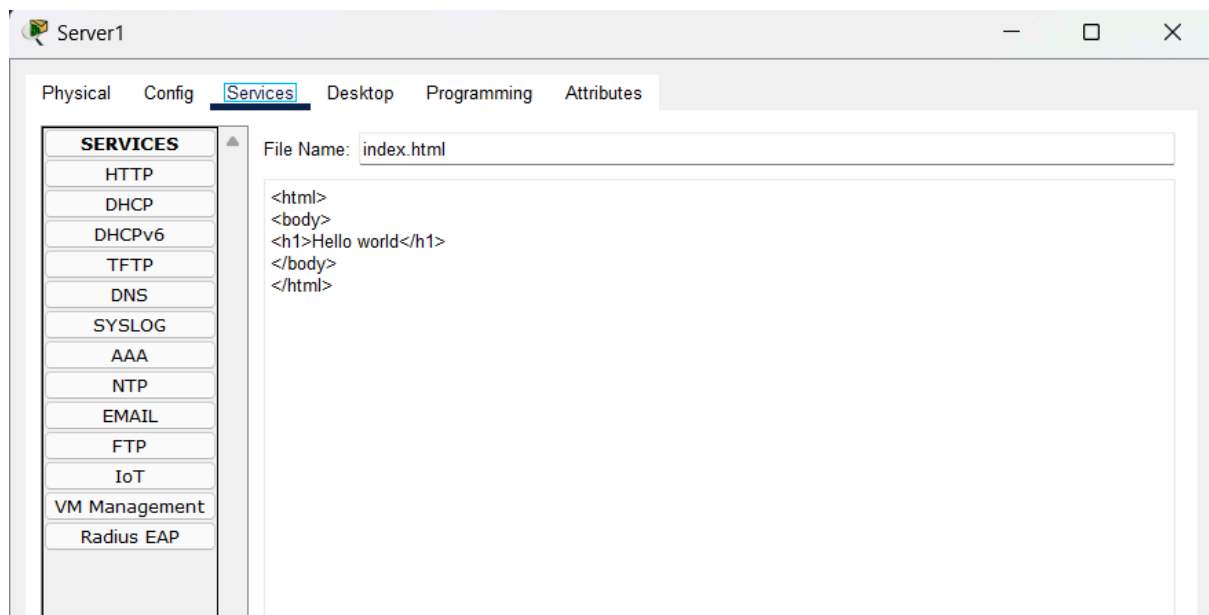 Server1
Physical Config Services Desktop Programming Attributes
SERVICES
HTTP
DHCP
DHCPv6
TFTP
DNS
SYSLOG
AAA
NTP
EMAIL
FTP
IoT
VM Management
Radius EAP
File Name: index.html
<html>
<body>
<h1>Hello world</h1>
</body>
</html>